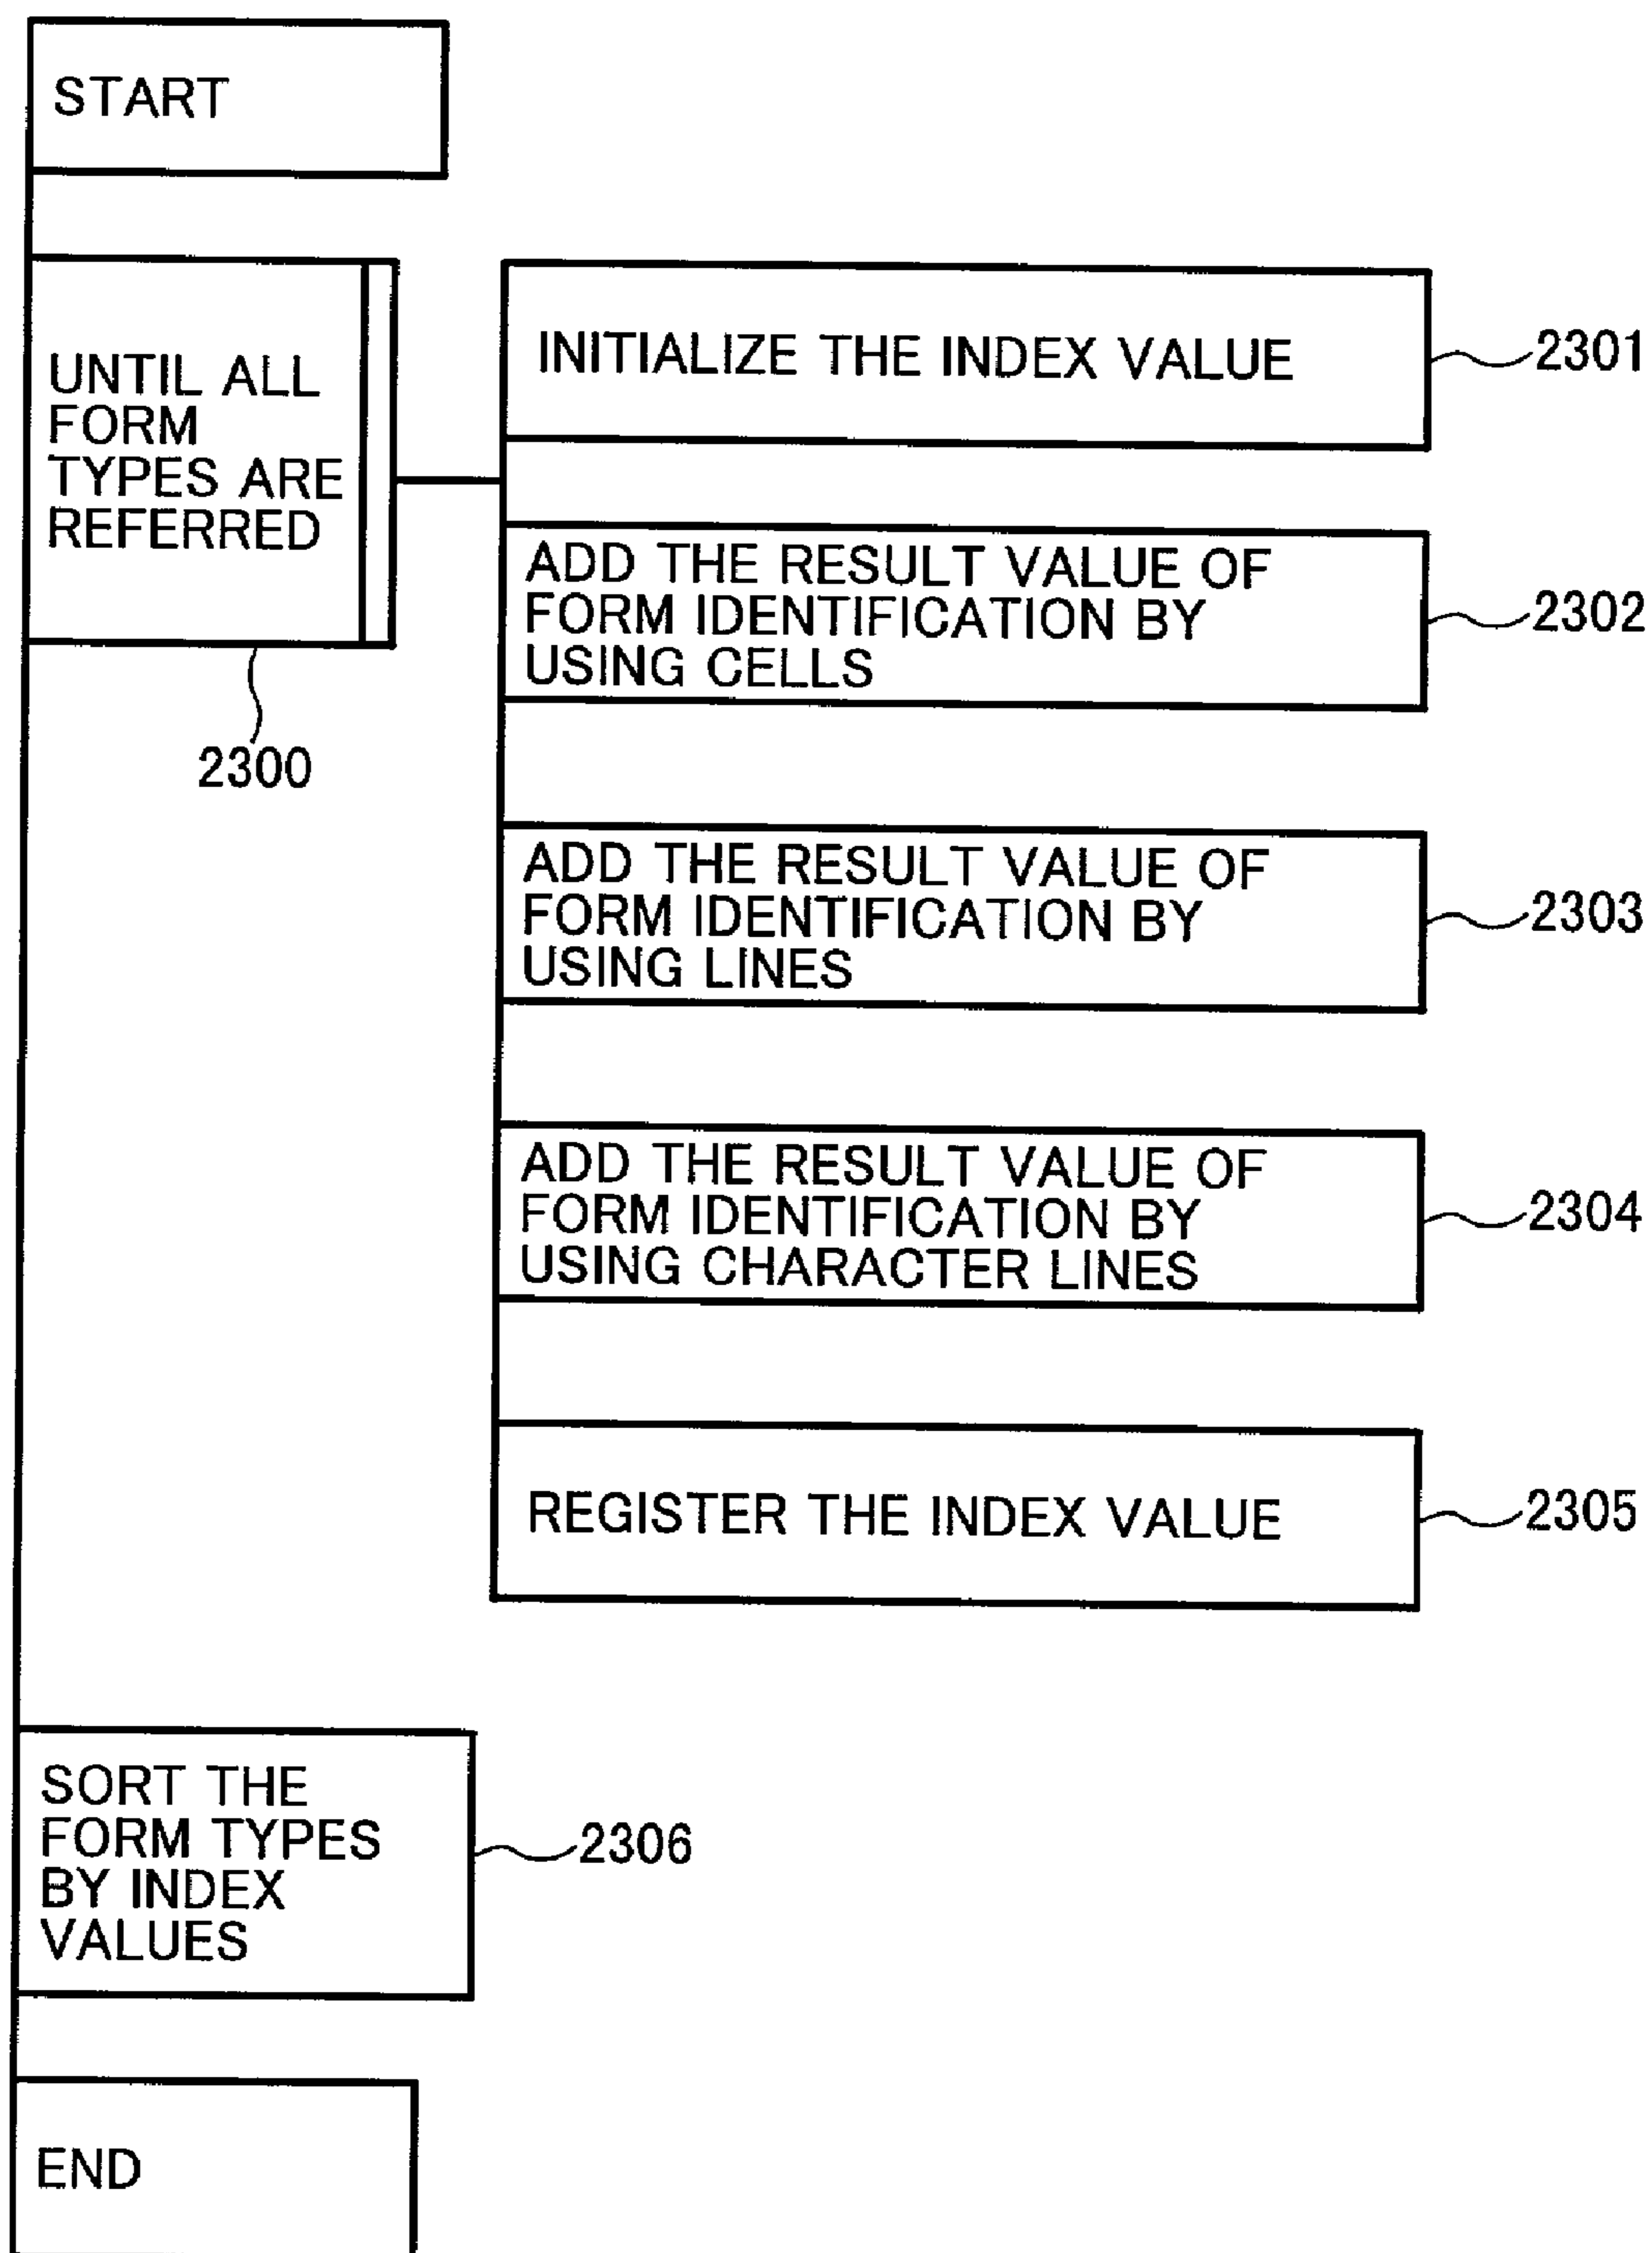 START
UNTIL ALL
FORM
TYPES ARE
REFERRED
2300
INITIALIZE THE INDEX VALUE
2301
ADD THE RESULT VALUE OF
FORM IDENTIFICATION BY
USING CELLS
2302
ADD THE RESULT VALUE OF
FORM IDENTIFICATION BY
USING LINES
2303
ADD THE RESULT VALUE OF
FORM IDENTIFICATION BY
USING CHARACTER LINES
2304
REGISTER THE INDEX VALUE
2305
SORT THE
FORM TYPES
BY INDEX
VALUES
2306
END